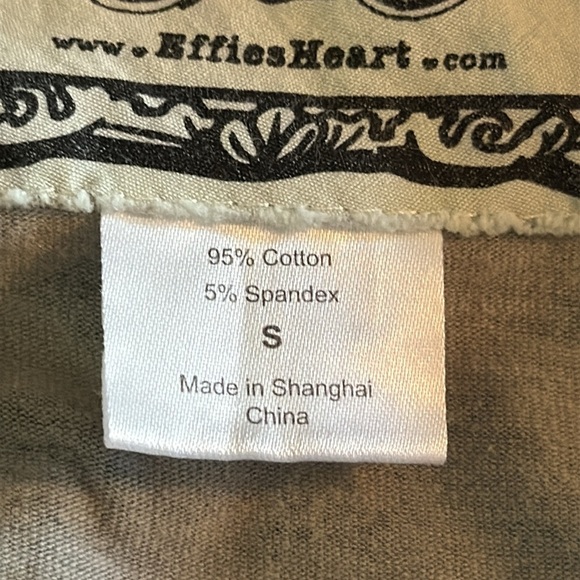 www.EffiesHeart.com
95% Cotton
5% Spandex
S
Made in Shanghai
China